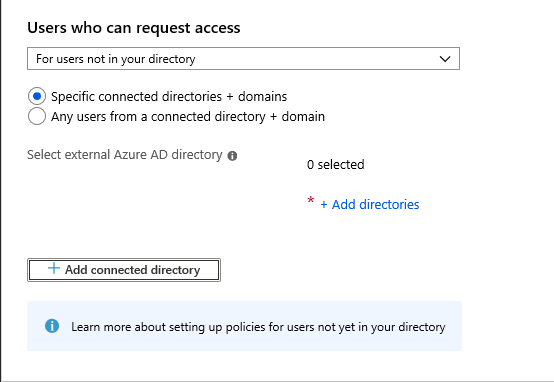 Users who can request access
For users not in your directory
Specific connected directories + domains
Any users from a connected directory + domain
Select external Azure AD directory
0 selected
* + Add directories
+ Add connected directory
Learn more about setting up policies for users not yet in your directory